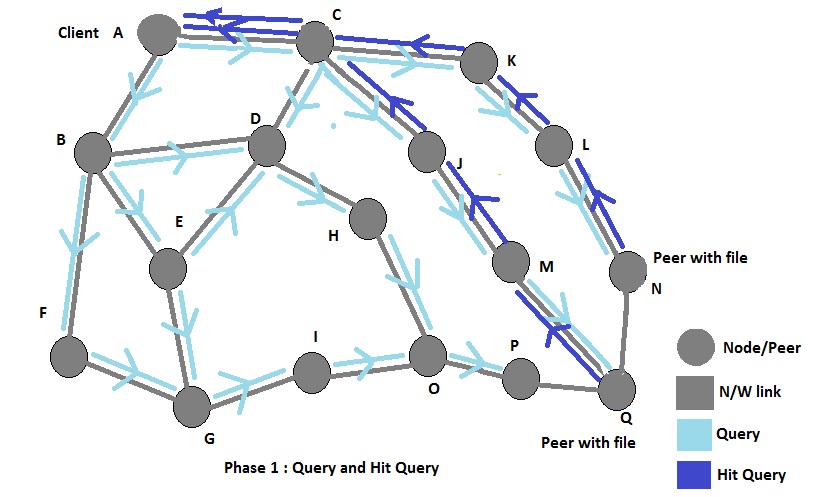 Client A
C
K
B
D
L
J
E
H
M
Peer with file
N
F
I
P
Node/Peer
O
N/W link
Q
G
Query
Peer with file
Phase 1 : Query and Hit Query
Hit Query